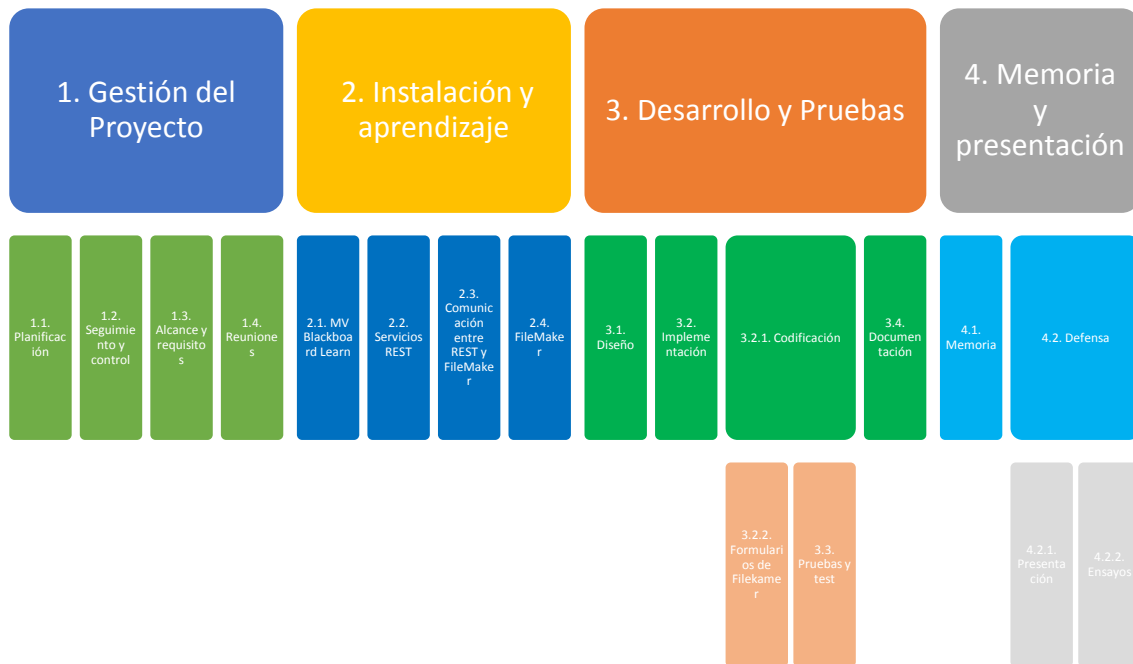 1. Gestión del
Proyecto
2. Instalación y
aprendizaje
3. Desarrollo y Pruebas
4. Memoria
y
presentación
1.1.
Planificac
ión
1.2.
Seguimie
nto y
control
1.3.
Alcance y
requisito
s
1.4.
Reunione
s
2.1. MV
Blackboa
rd Learn
2.2.
Servicios
REST
2.3.
Comunic
ación
entre
REST y
FileMake
r
2.4.
FileMake
r
3.1.
Diseño
3.2.
Impleme
ntación
3.2.1. Codificación
3.4.
Documen
tación
4.1.
Memoria
4.2. Defensa
3.2.2.
Formulari
os de
Filekame
r
3.3.
Pruebas y
test
4.2.1.
Presenta
ción
4.2.2.
Ensayos